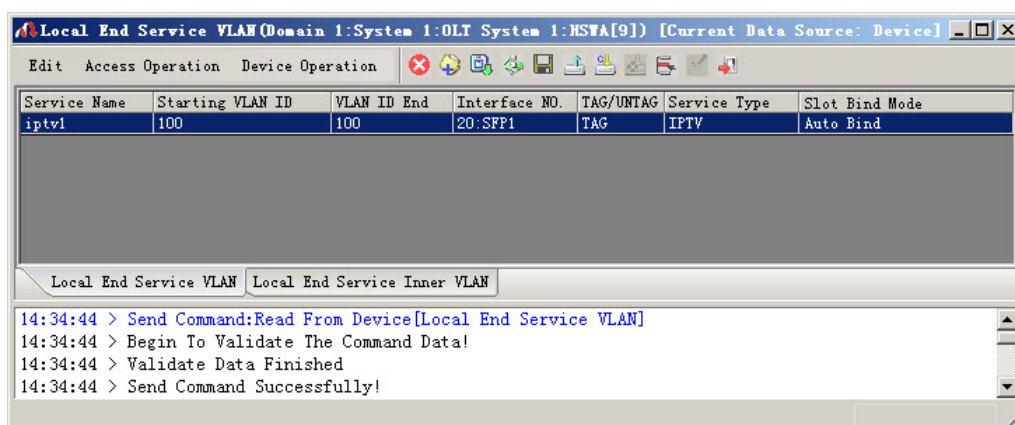 Local End Service VLAN(Domain 1:System 1:OLT System 1:HSWA[9]) [Current Data Source: Device]
Edit Access Operation Device Operation
Service Name Starting VLAN ID VLAN ID End Interface NO. TAG/UNTAG Service Type Slot Bind Mode
iptv1 100 100 20:SFP1 TAG IPTV Auto Bind
Local End Service VLAN Local End Service Inner VLAN
14:34:44 > Send Command:Read From Device[Local End Service VLAN]
14:34:44 > Begin To Validate The Command Data!
14:34:44 > Validate Data Finished
14:34:44 > Send Command Successfully!